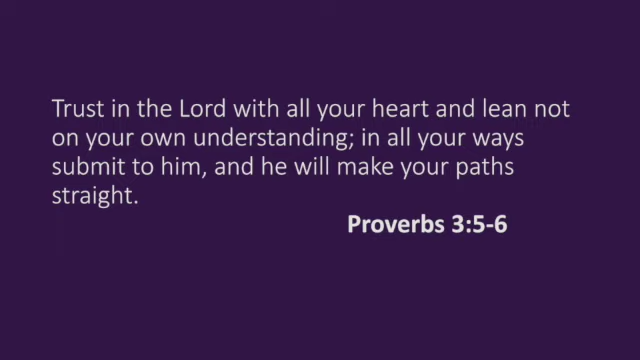 Trust in the Lord with all your heart and lean not
on your own understanding; in all your ways
submit to him, and he will make your paths
straight.
Proverbs 3:5-6